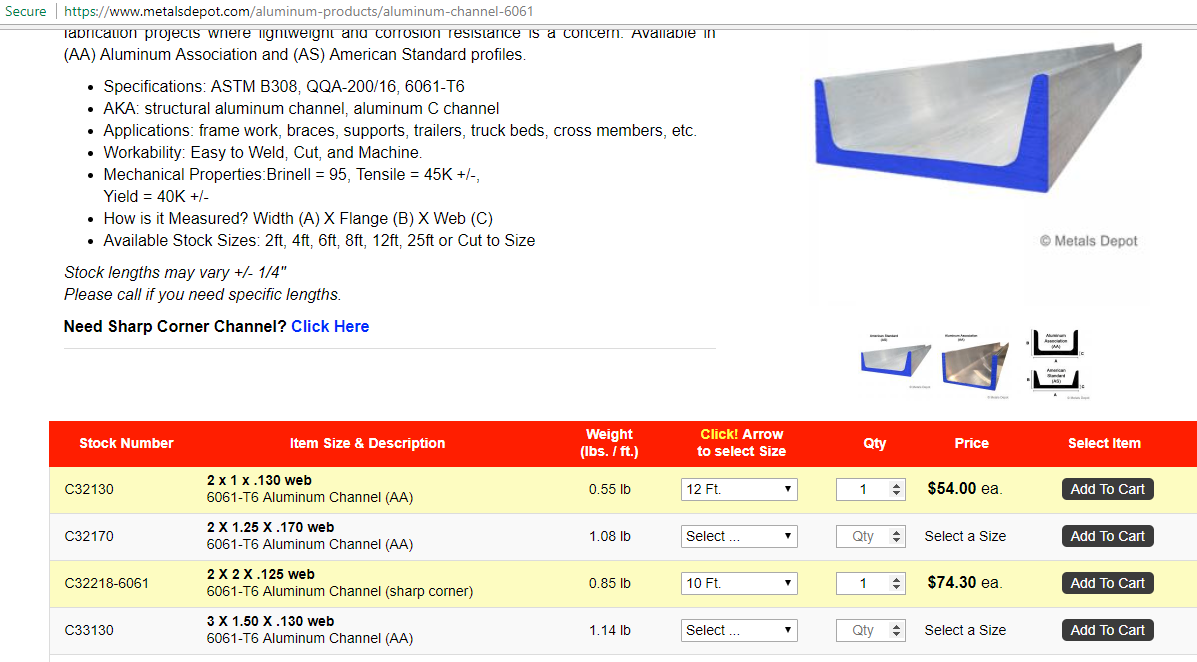 Secure https://www.metalsdepot.com/aluminum-products/aluminum-channel-6061
fabrication projects where lightweight and corrosion resistance is a concern. Available in
(AA) Aluminum Association and (AS) American Standard profiles.
Specifications: ASTM B308, QQA-200/16, 6061-T6
AKA: structural aluminum channel, aluminum C channel
Applications: frame work, braces, supports, trailers, truck beds, cross members, etc.
Workability: Easy to Weld, Cut, and Machine.
Mechanical Properties:Brinell = 95, Tensile = 45K +/-,
Yield = 40K +/-
How is it Measured? Width (A) X Flange (B) X Web (C)
Available Stock Sizes: 2ft, 4ft, 6ft, 8ft, 12ft, 25ft or Cut to Size
Stock lengths may vary +/- 1/4"
Please call if you need specific lengths.
Need Sharp Corner Channel? Click Here
© Metals Depot
American Standard
(AS)
© Metals Depot
Aluminum Association
(AA)
© Metals Depot
Aluminum
Association
(AA)
B
C
A
American
Standard
(AS)
B
C
A
© Metals Depot
Stock Number Item Size & Description Weight (lbs. / ft.) Click! Arrow to select Size Qty Price Select Item
C32130 2 x 1 x .130 web 0.55 lb 12 Ft. 1 $54.00 ea. Add To Cart
6061-T6 Aluminum Channel (AA)
C32170 2 X 1.25 X .170 web 1.08 lb Select ... Qty Select a Size Add To Cart
6061-T6 Aluminum Channel (AA)
C32218-6061 2 X 2 X .125 web 0.85 lb 10 Ft. 1 $74.30 ea. Add To Cart
6061-T6 Aluminum Channel (sharp corner)
C33130 3 X 1.50 X .130 web 1.14 lb Select ... Qty Select a Size Add To Cart
6061-T6 Aluminum Channel (AA)